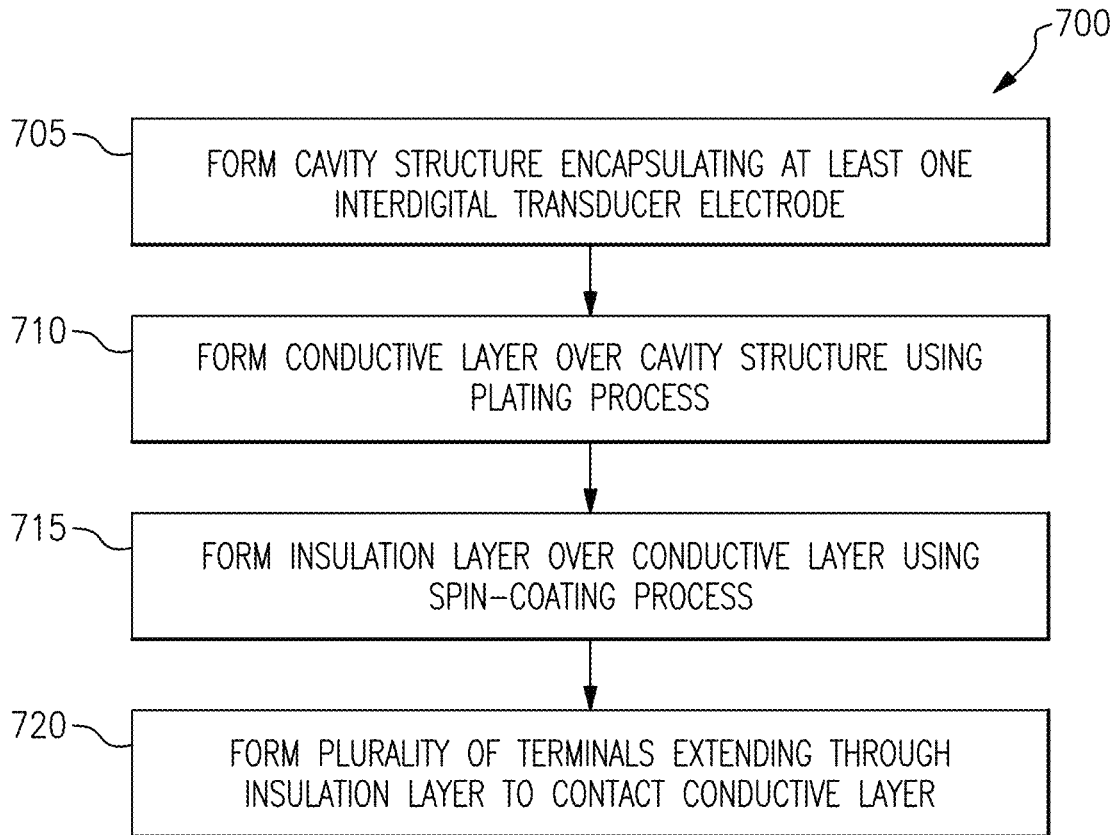 700
705
FORM CAVITY STRUCTURE ENCAPSULATING AT LEAST ONE
INTERDIGITAL TRANSDUCER ELECTRODE
710
FORM CONDUCTIVE LAYER OVER CAVITY STRUCTURE USING
PLATING PROCESS
715
FORM INSULATION LAYER OVER CONDUCTIVE LAYER USING
SPIN-COATING PROCESS
720
FORM PLURALITY OF TERMINALS EXTENDING THROUGH
INSULATION LAYER TO CONTACT CONDUCTIVE LAYER